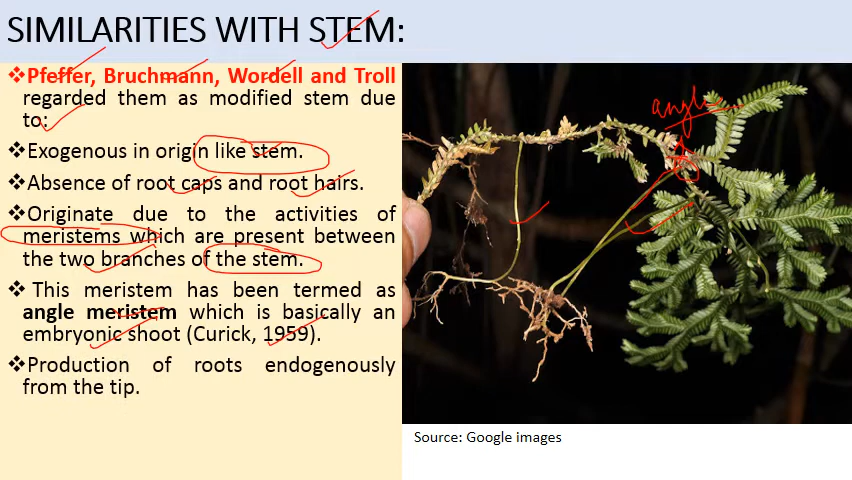 SIMILARITIES WITH STEM:
❖Pfeffer, Bruchmann, Wordell and Troll
regarded them as modified stem due
to:
❖Exogenous in origin like stem.
❖Absence of root caps and root hairs.
❖Originate due to the activities of
meristems which are present between
the two branches of the stem.
❖ This meristem has been termed as
angle meristem which is basically an
embryonic shoot (Curick, 1959).
❖Production of roots endogenously
from the tip.
angle
Source: Google images